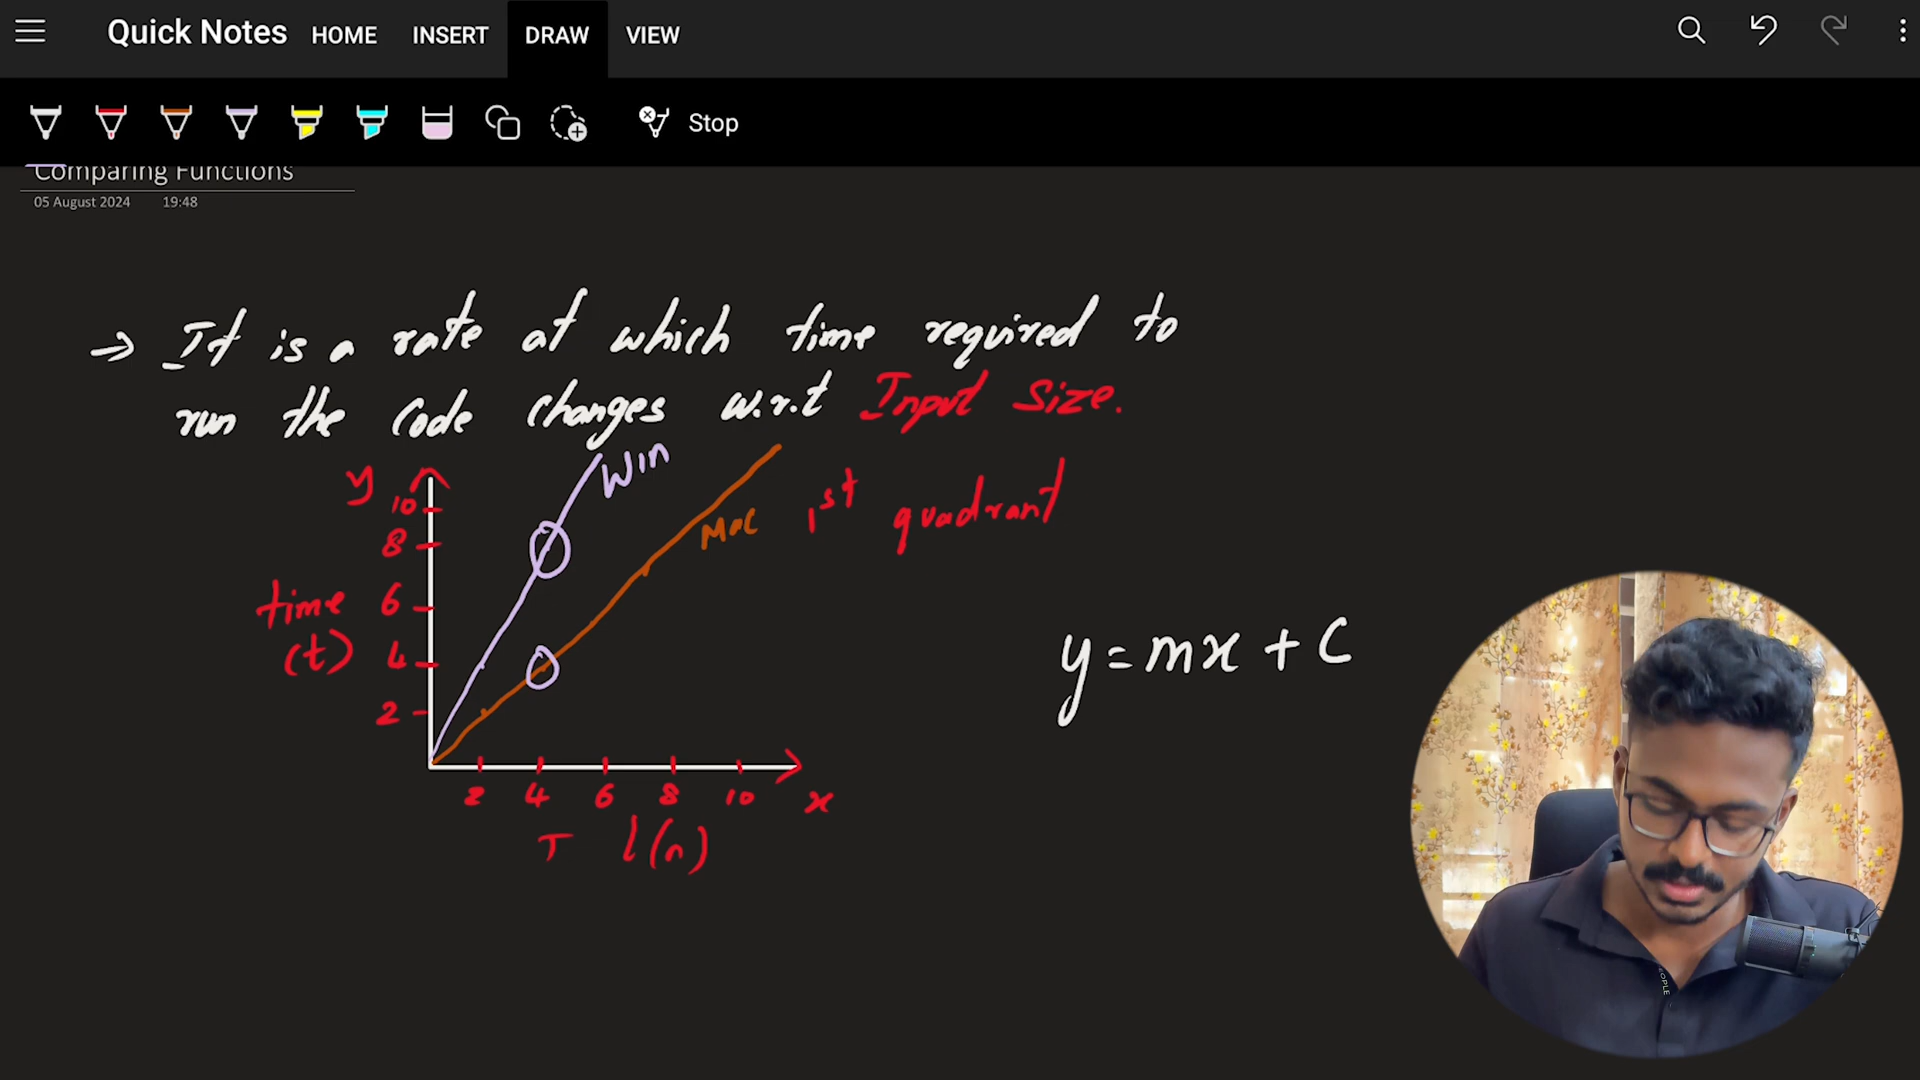 Quick Notes HOME INSERT DRAW VIEW
Stop
Comparing Functions
05 August 2024 19:48
→ It is a rate at which time required to
run the code changes w.r.t Input Size.
y
Win
Mac
1st quadrant
10
8
6
4
2
time
(t)
y = mx + C
2 4 6 8 10 x
I l(n)
PEOPLE